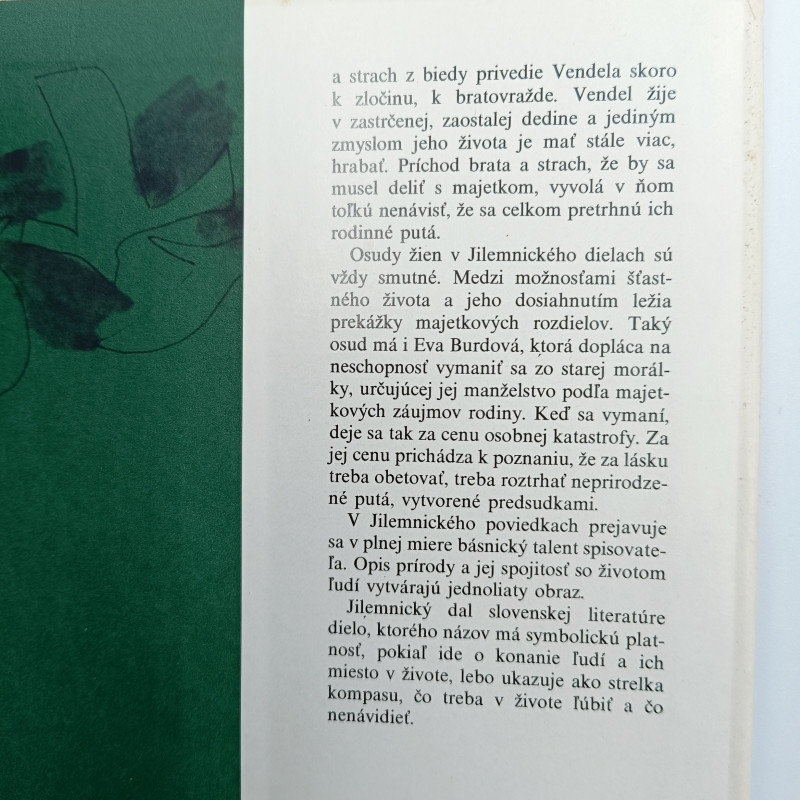 a strach z biedy privedie Vendela skoro
k zločinu, k bratovražde. Vendel žije
v zastrčenej, zaostalej dedine a jediným
zmyslom jeho života je mať stále viac,
hrabať. Príchod brata a strach, že by sa
musel deliť s majetkom, vyvolá v ňom
toľkú nenávisť, že sa celkom pretrhnú ich
rodinné putá.
Osudy žien v Jilemnického dielach sú
vždy smutné. Medzi možnosťami šťast-
ného života a jeho dosiahnutím ležia
prekážky majetkových rozdielov. Taký
osud má i Eva Burdová, ktorá dopláca na
neschopnosť vymaniť sa zo starej morál-
ky, určujúcej jej manželstvo podľa majet-
kových záujmov rodiny. Keď sa vymaní,
deje sa tak za cenu osobnej katastrofy. Za
jej cenu prichádza k poznaniu, že za lásku
treba obetovať, treba roztrhať neprirodze-
né putá, vytvorené predsudkami.
V Jilemnického poviedkach prejavuje
sa v plnej miere básnický talent spisovate-
ľa. Opis prírody a jej spojitosť so životom
ľudí vytvárajú jednoliaty obraz.
Jilemnický dal slovenskej literatúre
dielo, ktorého názov má symbolickú plat-
nosť, pokiaľ ide o konanie ľudí a ich
miesto v živote, lebo ukazuje ako strelka
kompasu, čo treba v živote ľúbiť a čo
nenávidieť.